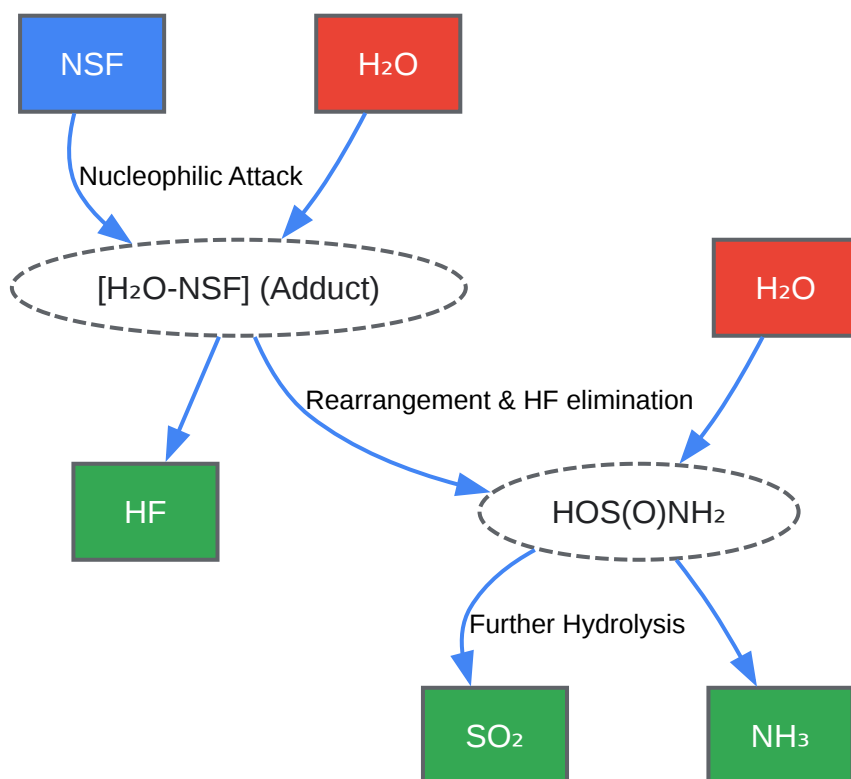 NSF
H₂O
Nucleophilic Attack
[H₂O-NSF] (Adduct)
H₂O
Rearrangement & HF elimination
HF
HOS(O)NH₂
Further Hydrolysis
SO₂
NH₃